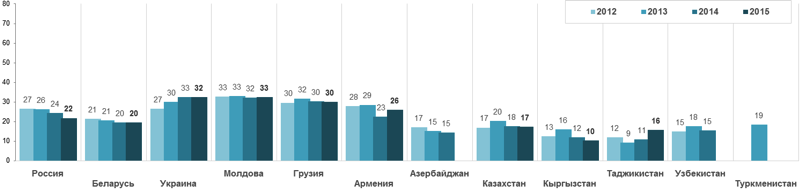 80
2012 2013 2014 2015
70
60
50
40
30
20
10
0
27 26 24 22
21 21 20 20
27 30 33 32
33 33 32 33
30 32 30 30
28 29 23 26
17 15 15
17 20 18 17
13 16 12 10
12 9 11 16
15 18 15
19
Россия
Беларусь
Украина
Молдова
Грузия
Армения
Азербайджан
Казахстан
Кыргызстан
Таджикистан
Узбекистан
Туркменистан